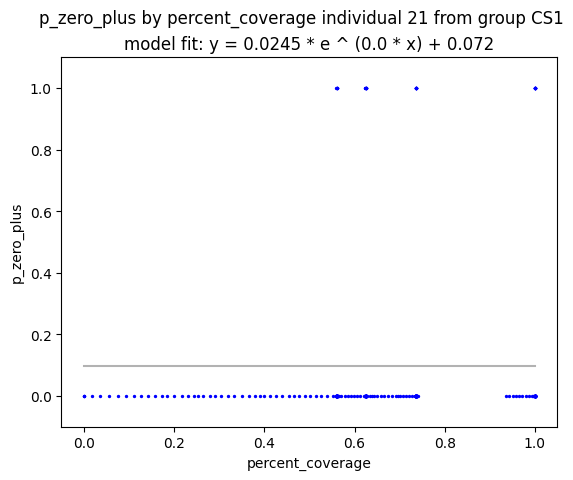 p_zero_plus by percent_coverage individual 21 from group CS1
model fit: y = 0.0245 * e ^ (0.0 * x) + 0.072
1.0
0.8
0.6
0.4
0.2
0.0
p_zero_plus
0.0 0.2 0.4 0.6 0.8 1.0
percent_coverage